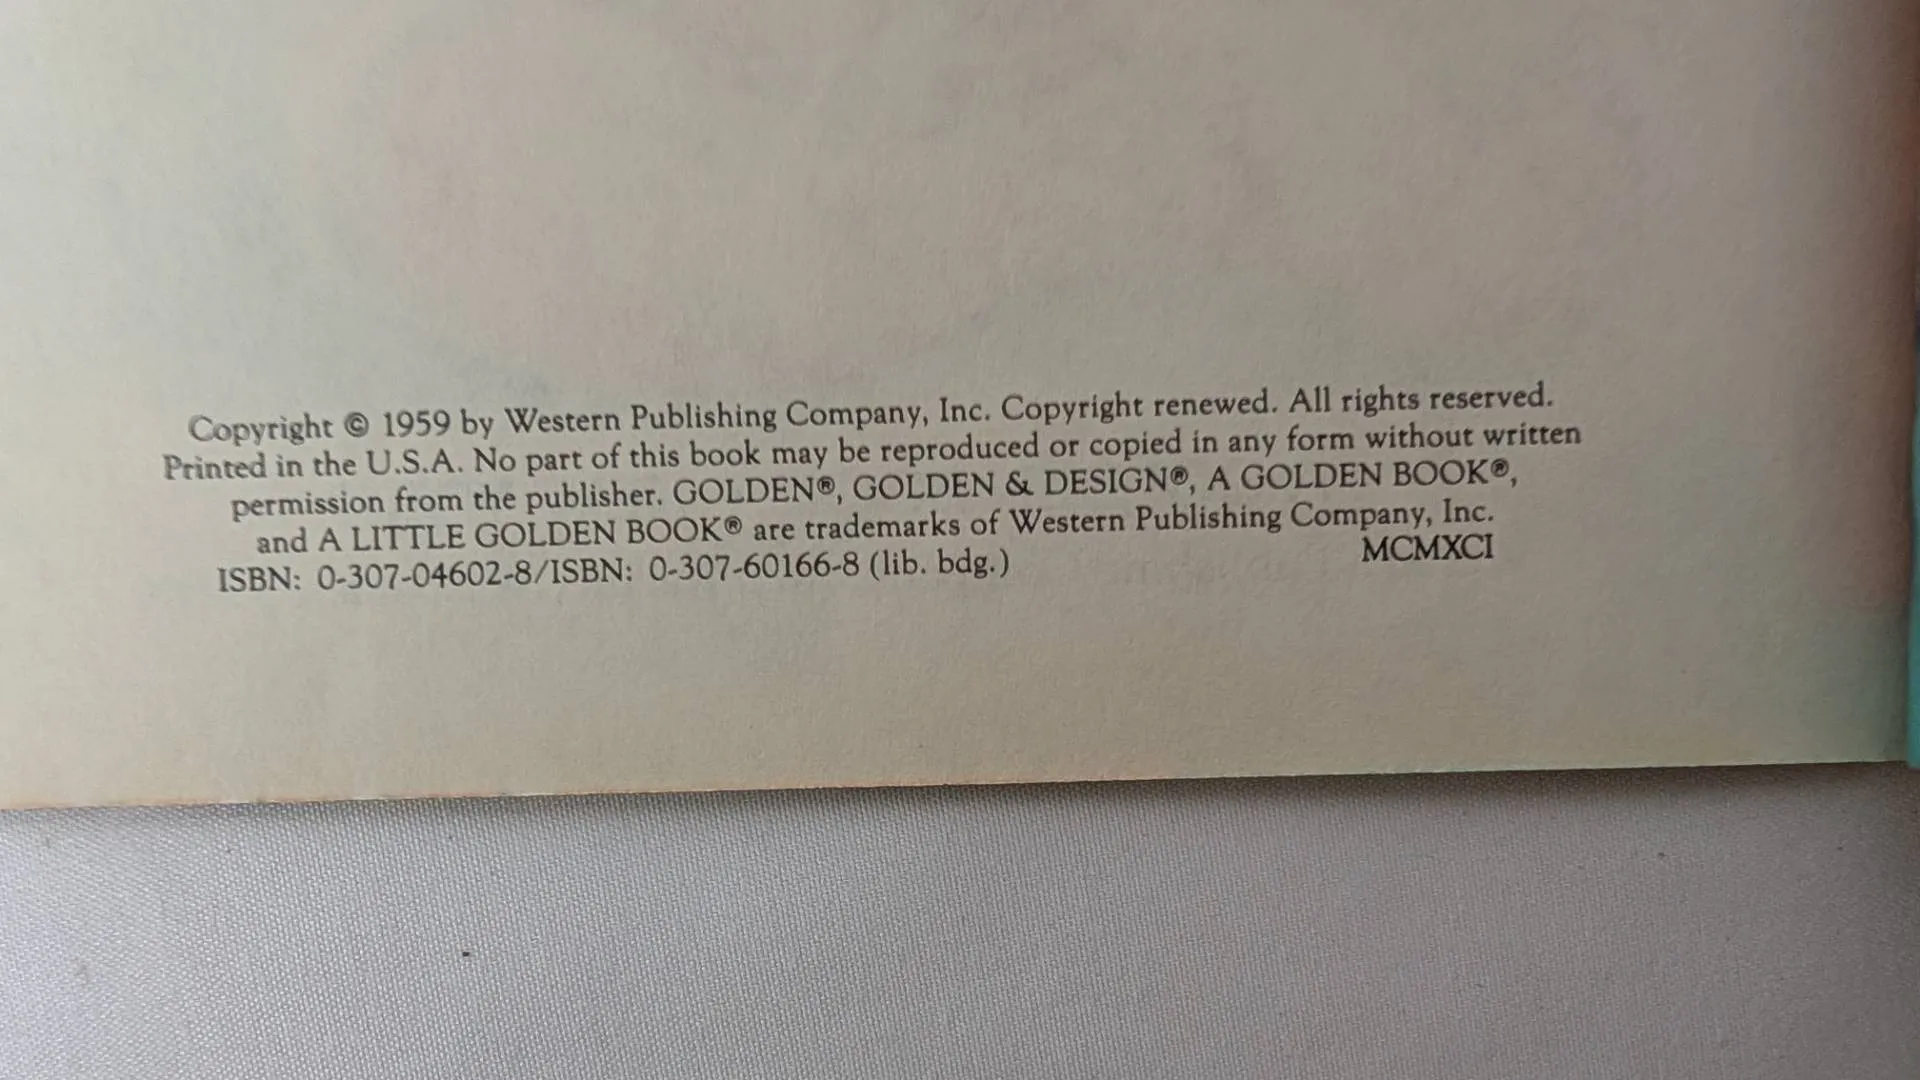 Copyright © 1959 by Western Publishing Company, Inc. Copyright renewed. All rights reserved.
Printed in the U.S.A. No part of this book may be reproduced or copied in any form without written
permission from the publisher. GOLDEN®, GOLDEN & DESIGN®, A GOLDEN BOOK®,
and A LITTLE GOLDEN BOOK® are trademarks of Western Publishing Company, Inc.
ISBN: 0-307-04602-8/ISBN: 0-307-60166-8 (lib. bdg.) MCMXCI